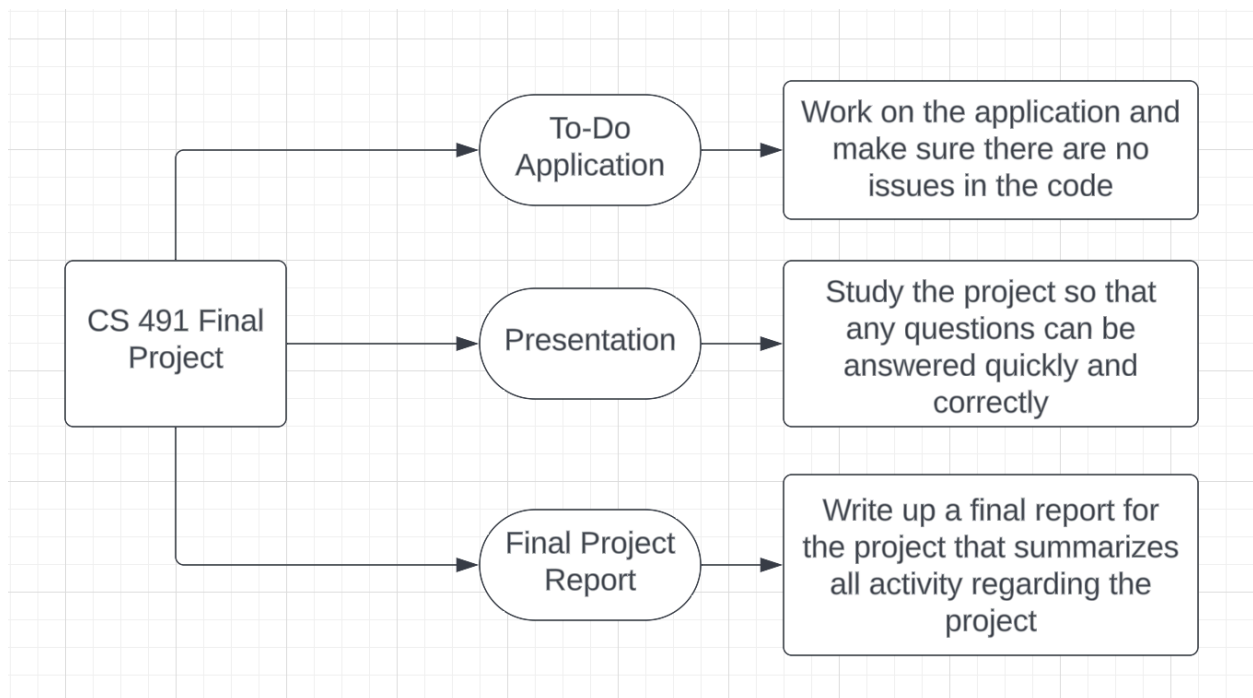 CS 491 Final
Project
To-Do
Application
Work on the application and
make sure there are no
issues in the code
Presentation
Study the project so that
any questions can be
answered quickly and
correctly
Final Project
Report
Write up a final report for
the project that summarizes
all activity regarding the
project